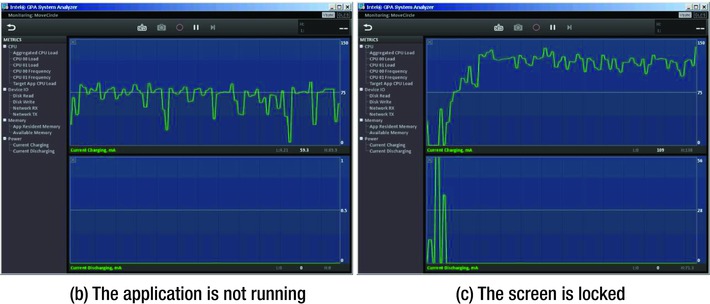 Intel® GPA System Analyzer
Monitoring: MoveCircle
METRICS
CPU
Aggregated CPU Load
CPU 00 Load
CPU 01 Load
CPU 00 Frequency
CPU 01 Frequency
Target App CPU Load
Device IO
Disk Read
Disk Write
Network RX
Network TX
Memory
App Resident Memory
Available Memory
Power
Current Charging
Current Discharging
150
75
0
Current Charging, mA
59.3
1
0.5
0
Current Discharging, mA
0
(b) The application is not running
Intel® GPA System Analyzer
Monitoring: MoveCircle
METRICS
CPU
Aggregated CPU Load
CPU 00 Load
CPU 01 Load
CPU 00 Frequency
CPU 01 Frequency
Target App CPU Load
Device IO
Disk Read
Disk Write
Network RX
Network TX
Memory
App Resident Memory
Available Memory
Power
Current Charging
Current Discharging
150
75
0
Current Charging, mA
109
56
28
0
Current Discharging, mA
0
(c) The screen is locked